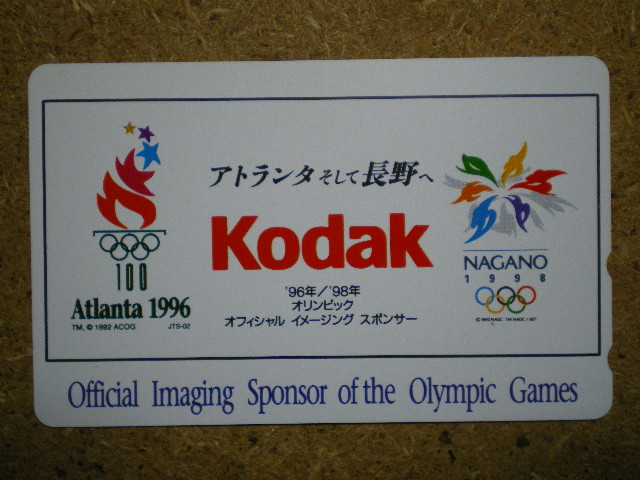 アトランタそして長野へ
Kodak
'96年/'98年
オリンピック
オフィシャル イメージング スポンサー
100
Atlanta 1996
TM, © 1992 ACOG. JTS-02
NAGANO
1998
Official Imaging Sponsor of the Olympic Games